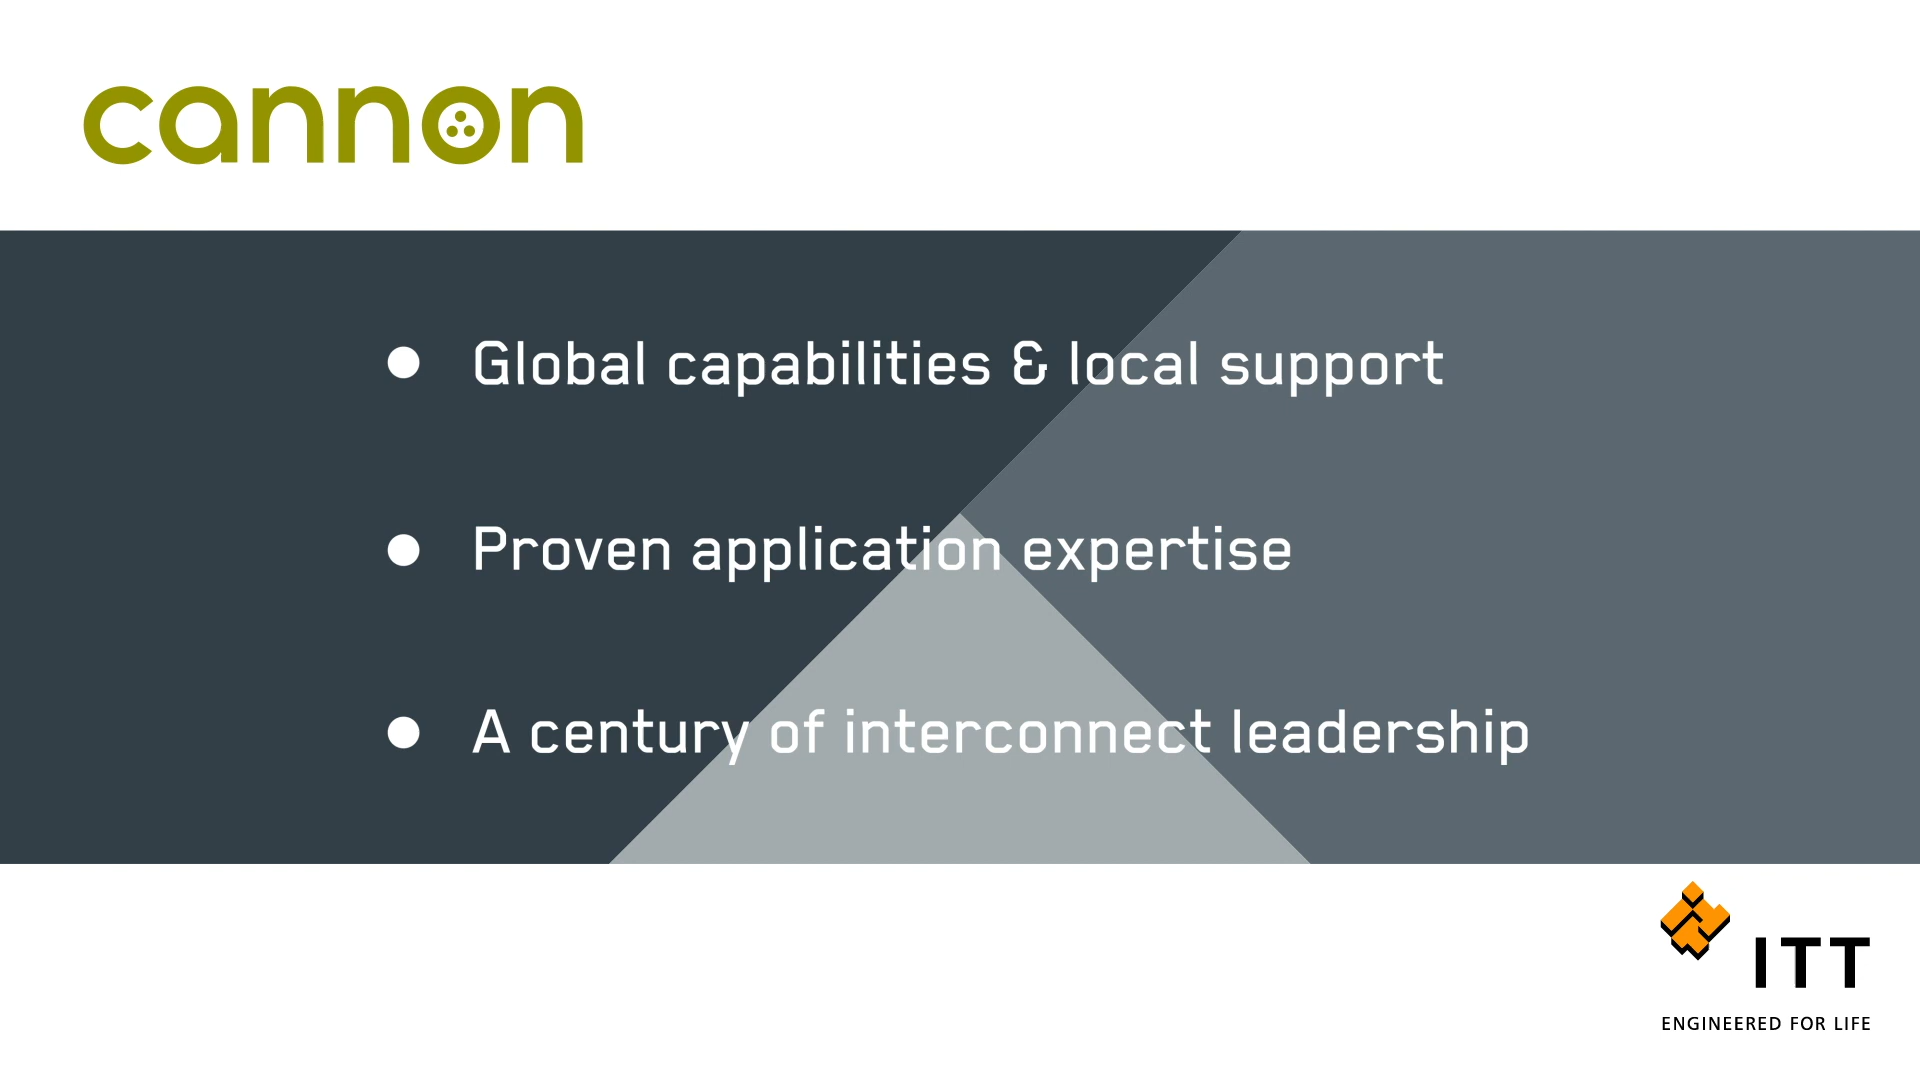 cannon
Global capabilities & local support
Proven application expertise
A century of interconnect leadership
ITT
ENGINEERED FOR LIFE